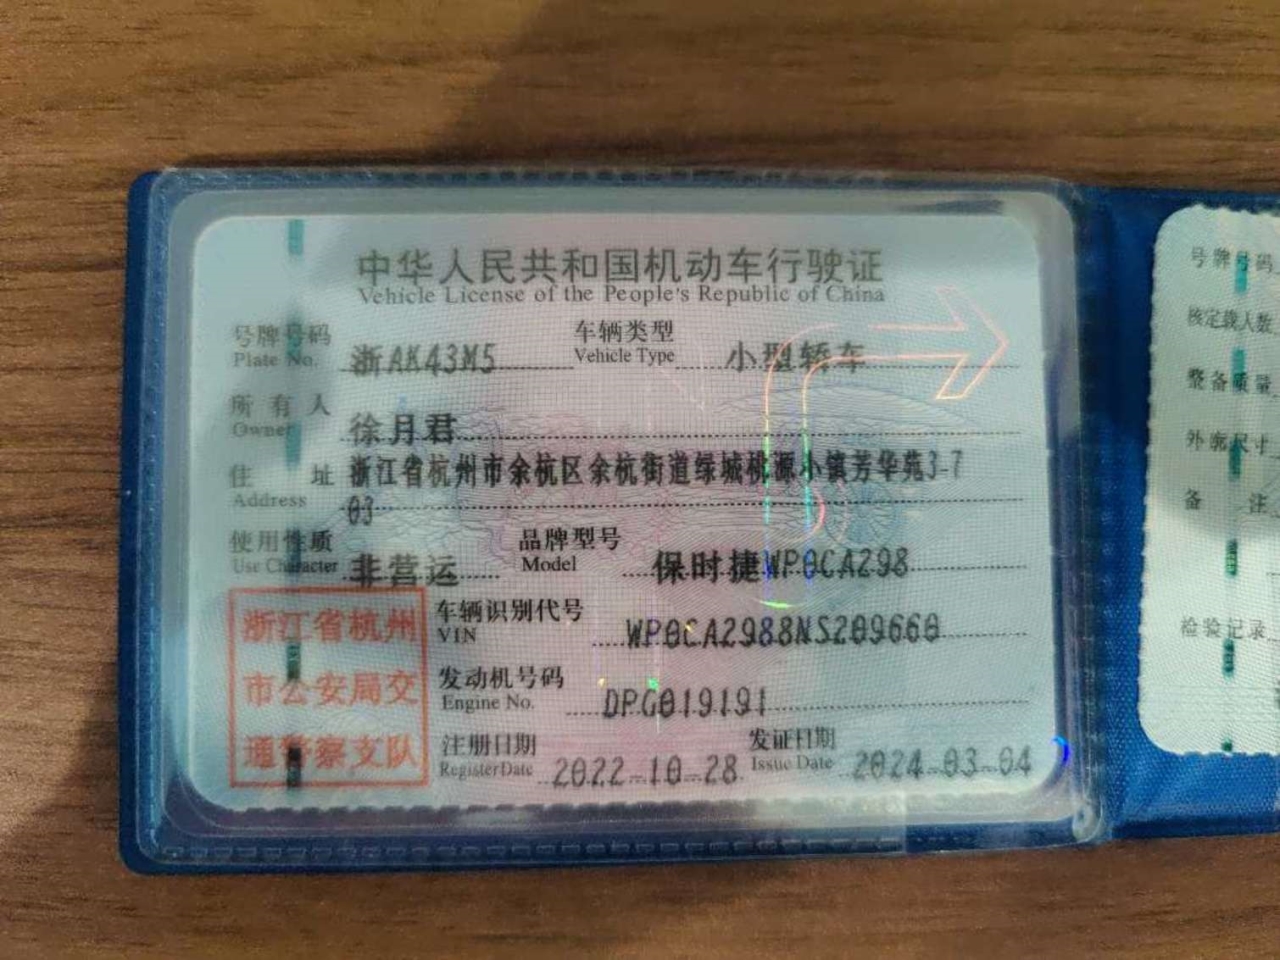 中华人民共和国机动车行驶证
Vehicle License of the People's Republic of China
号牌号码 浙AK43M5 车辆类型 小型轿车
Plate No. Vehicle Type
所有人 徐月君
Owner
住址 浙江省杭州市余杭区余杭街道绿城桃源小镇芳华苑3-7
Address 03
使用性质 非营运 品牌型号 保时捷WP0CA298
Use Character Model
浙江省杭州
市公安局交
通警察支队
车辆识别代号 WP0CA2988NS209660
VIN
发动机号码 DPG019191
Engine No.
注册日期 2022-10-28 发证日期 2024-03-04
Register Date Issue Date
号牌号码
核定载人数
整备质量
外廓尺寸
备注
检验记录